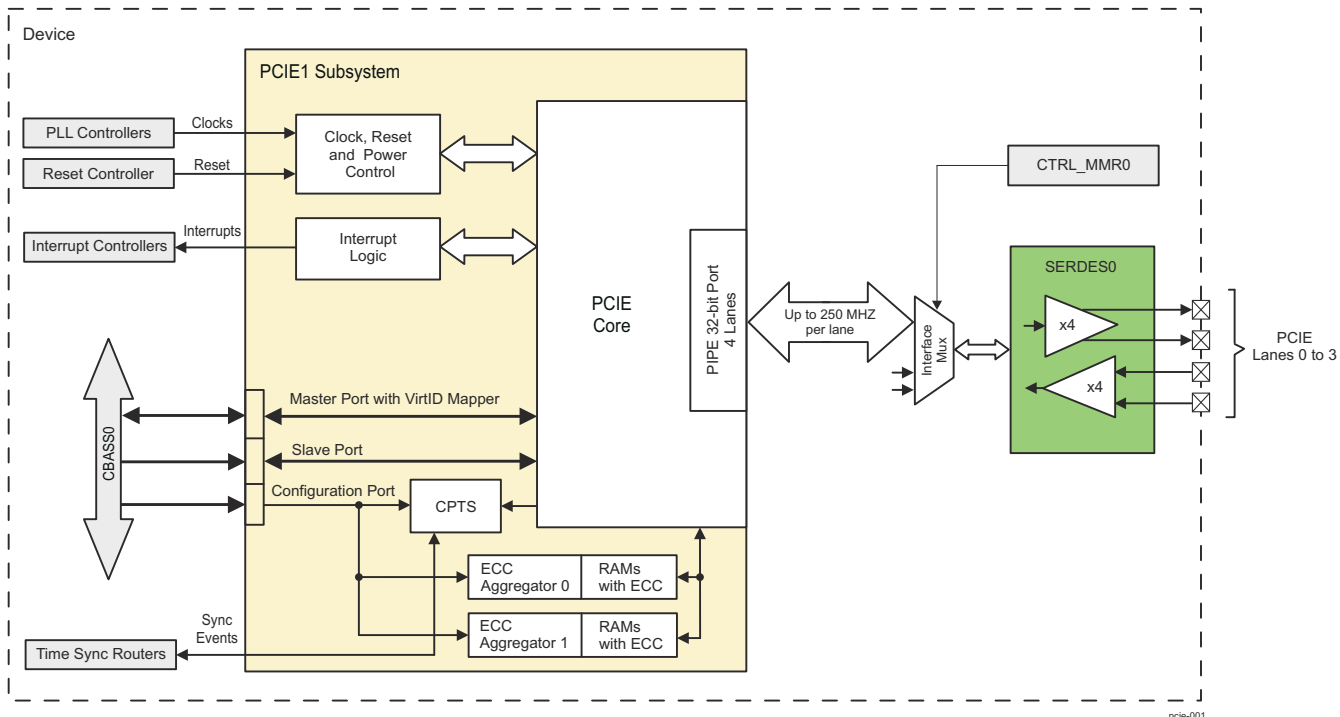 Device
PCIE1 Subsystem
PLL Controllers
Clocks
Clock, Reset
and Power
Control
Reset Controller
Reset
Interrupt Controllers
Interrupts
Interrupt
Logic
PCIE
Core
PIPE 32-bit Port
4 Lanes
Up to 250 MHZ
per lane
Interface
Mux
CTRL_MMR0
SERDES0
x4
x4
PCIE
Lanes 0 to 3
CBASS0
Master Port with VirtID Mapper
Slave Port
Configuration Port
CPTS
ECC
Aggregator 0
RAMs
with ECC
ECC
Aggregator 1
RAMs
with ECC
Sync
Events
Time Sync Routers
pcie-001